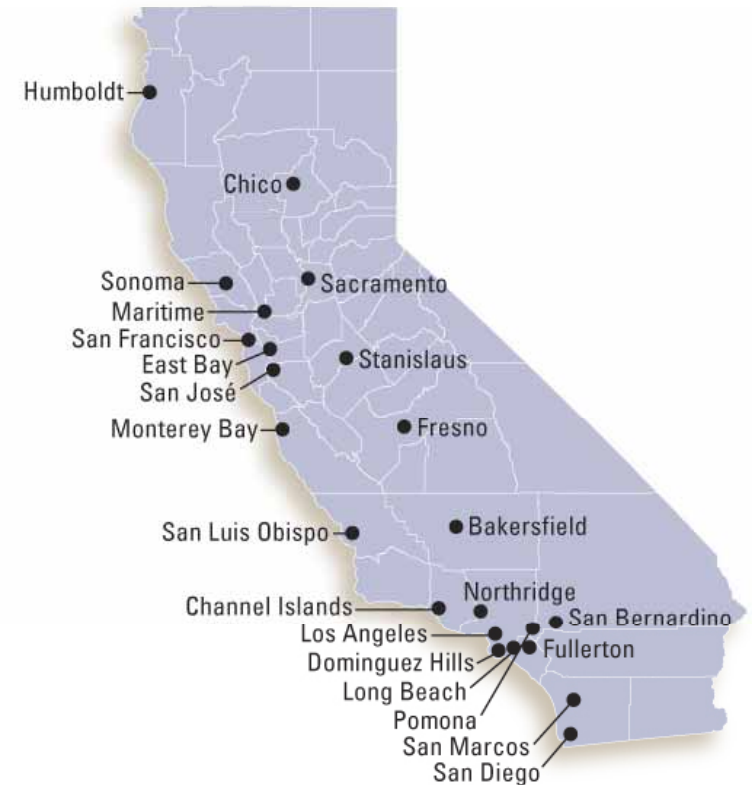 Humboldt
Chico
Sonoma
Sacramento
Maritime
San Francisco
East Bay
Stanislaus
San José
Monterey Bay
Fresno
San Luis Obispo
Bakersfield
Northridge
Channel Islands
San Bernardino
Los Angeles
Fullerton
Dominguez Hills
Long Beach
Pomona
San Marcos
San Diego